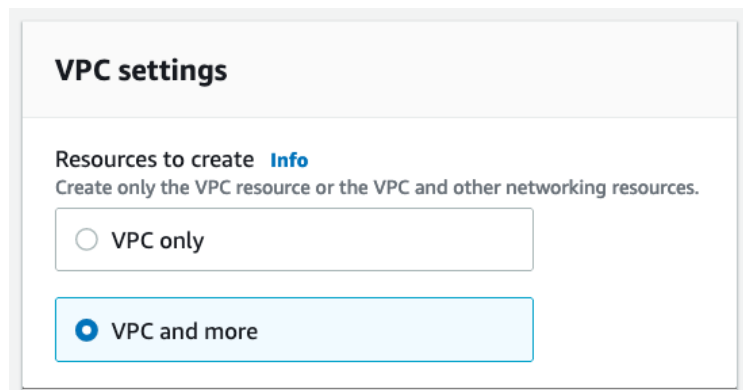 VPC settings
Resources to create Info
Create only the VPC resource or the VPC and other networking resources.
VPC only
VPC and more